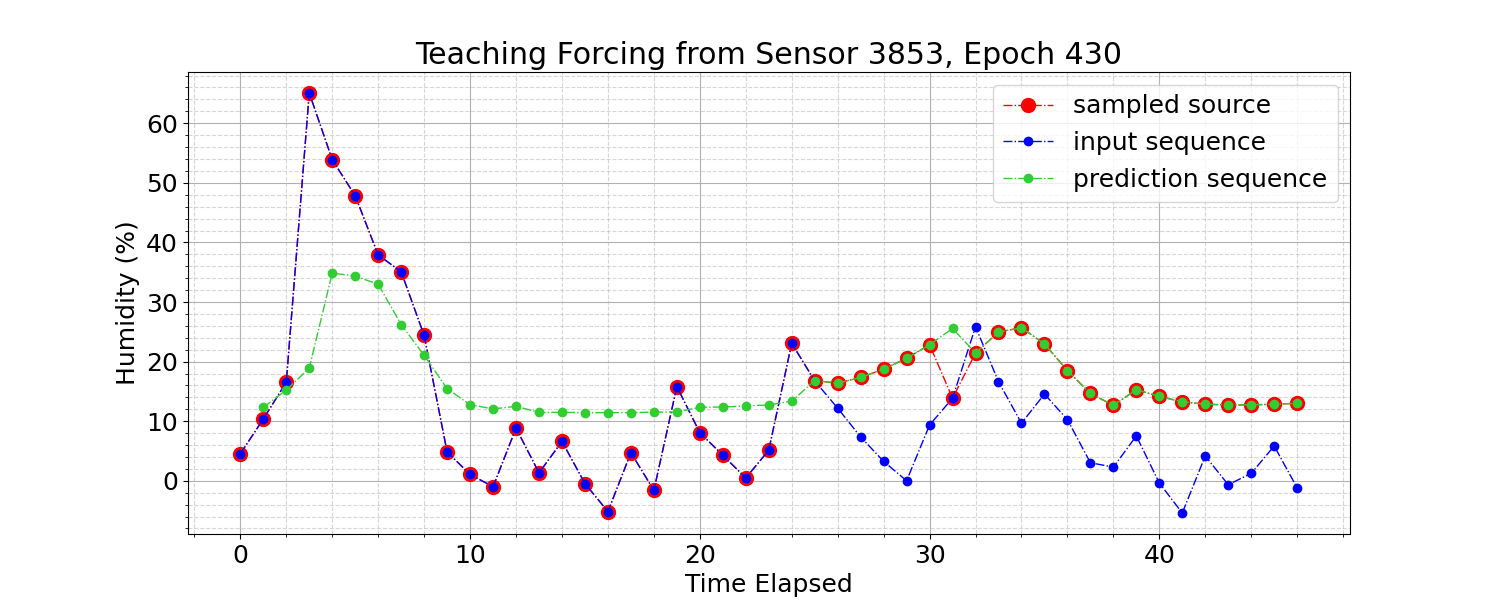 Teaching Forcing from Sensor 3853, Epoch 430
sampled source
input sequence
prediction sequence
Humidity (%)
60
50
40
30
20
10
0
0 10 20 30 40
Time Elapsed